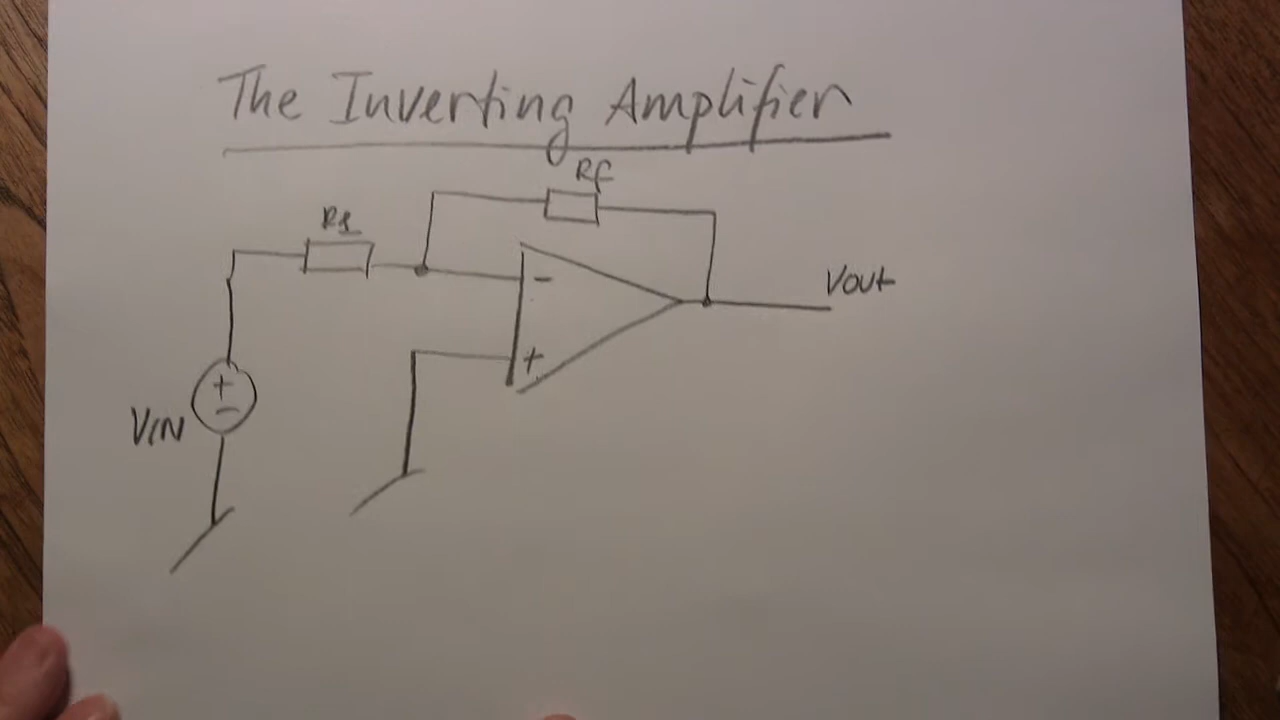 The Inverting Amplifier
Rf
R1
Vout
-
+
+
-
VIN